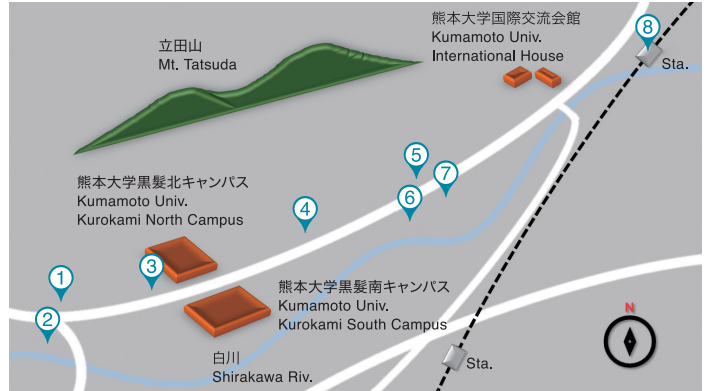 熊本大学国際交流会館
Kumamoto Univ.
International House
8
Sta.
立田山
Mt. Tatsuda
5
7
6
4
熊本大学黒髪北キャンパス
Kumamoto Univ.
Kurokami North Campus
3
1
2
熊本大学黒髪南キャンパス
Kumamoto Univ.
Kurokami South Campus
白川
Shirakawa Riv.
Sta.
N